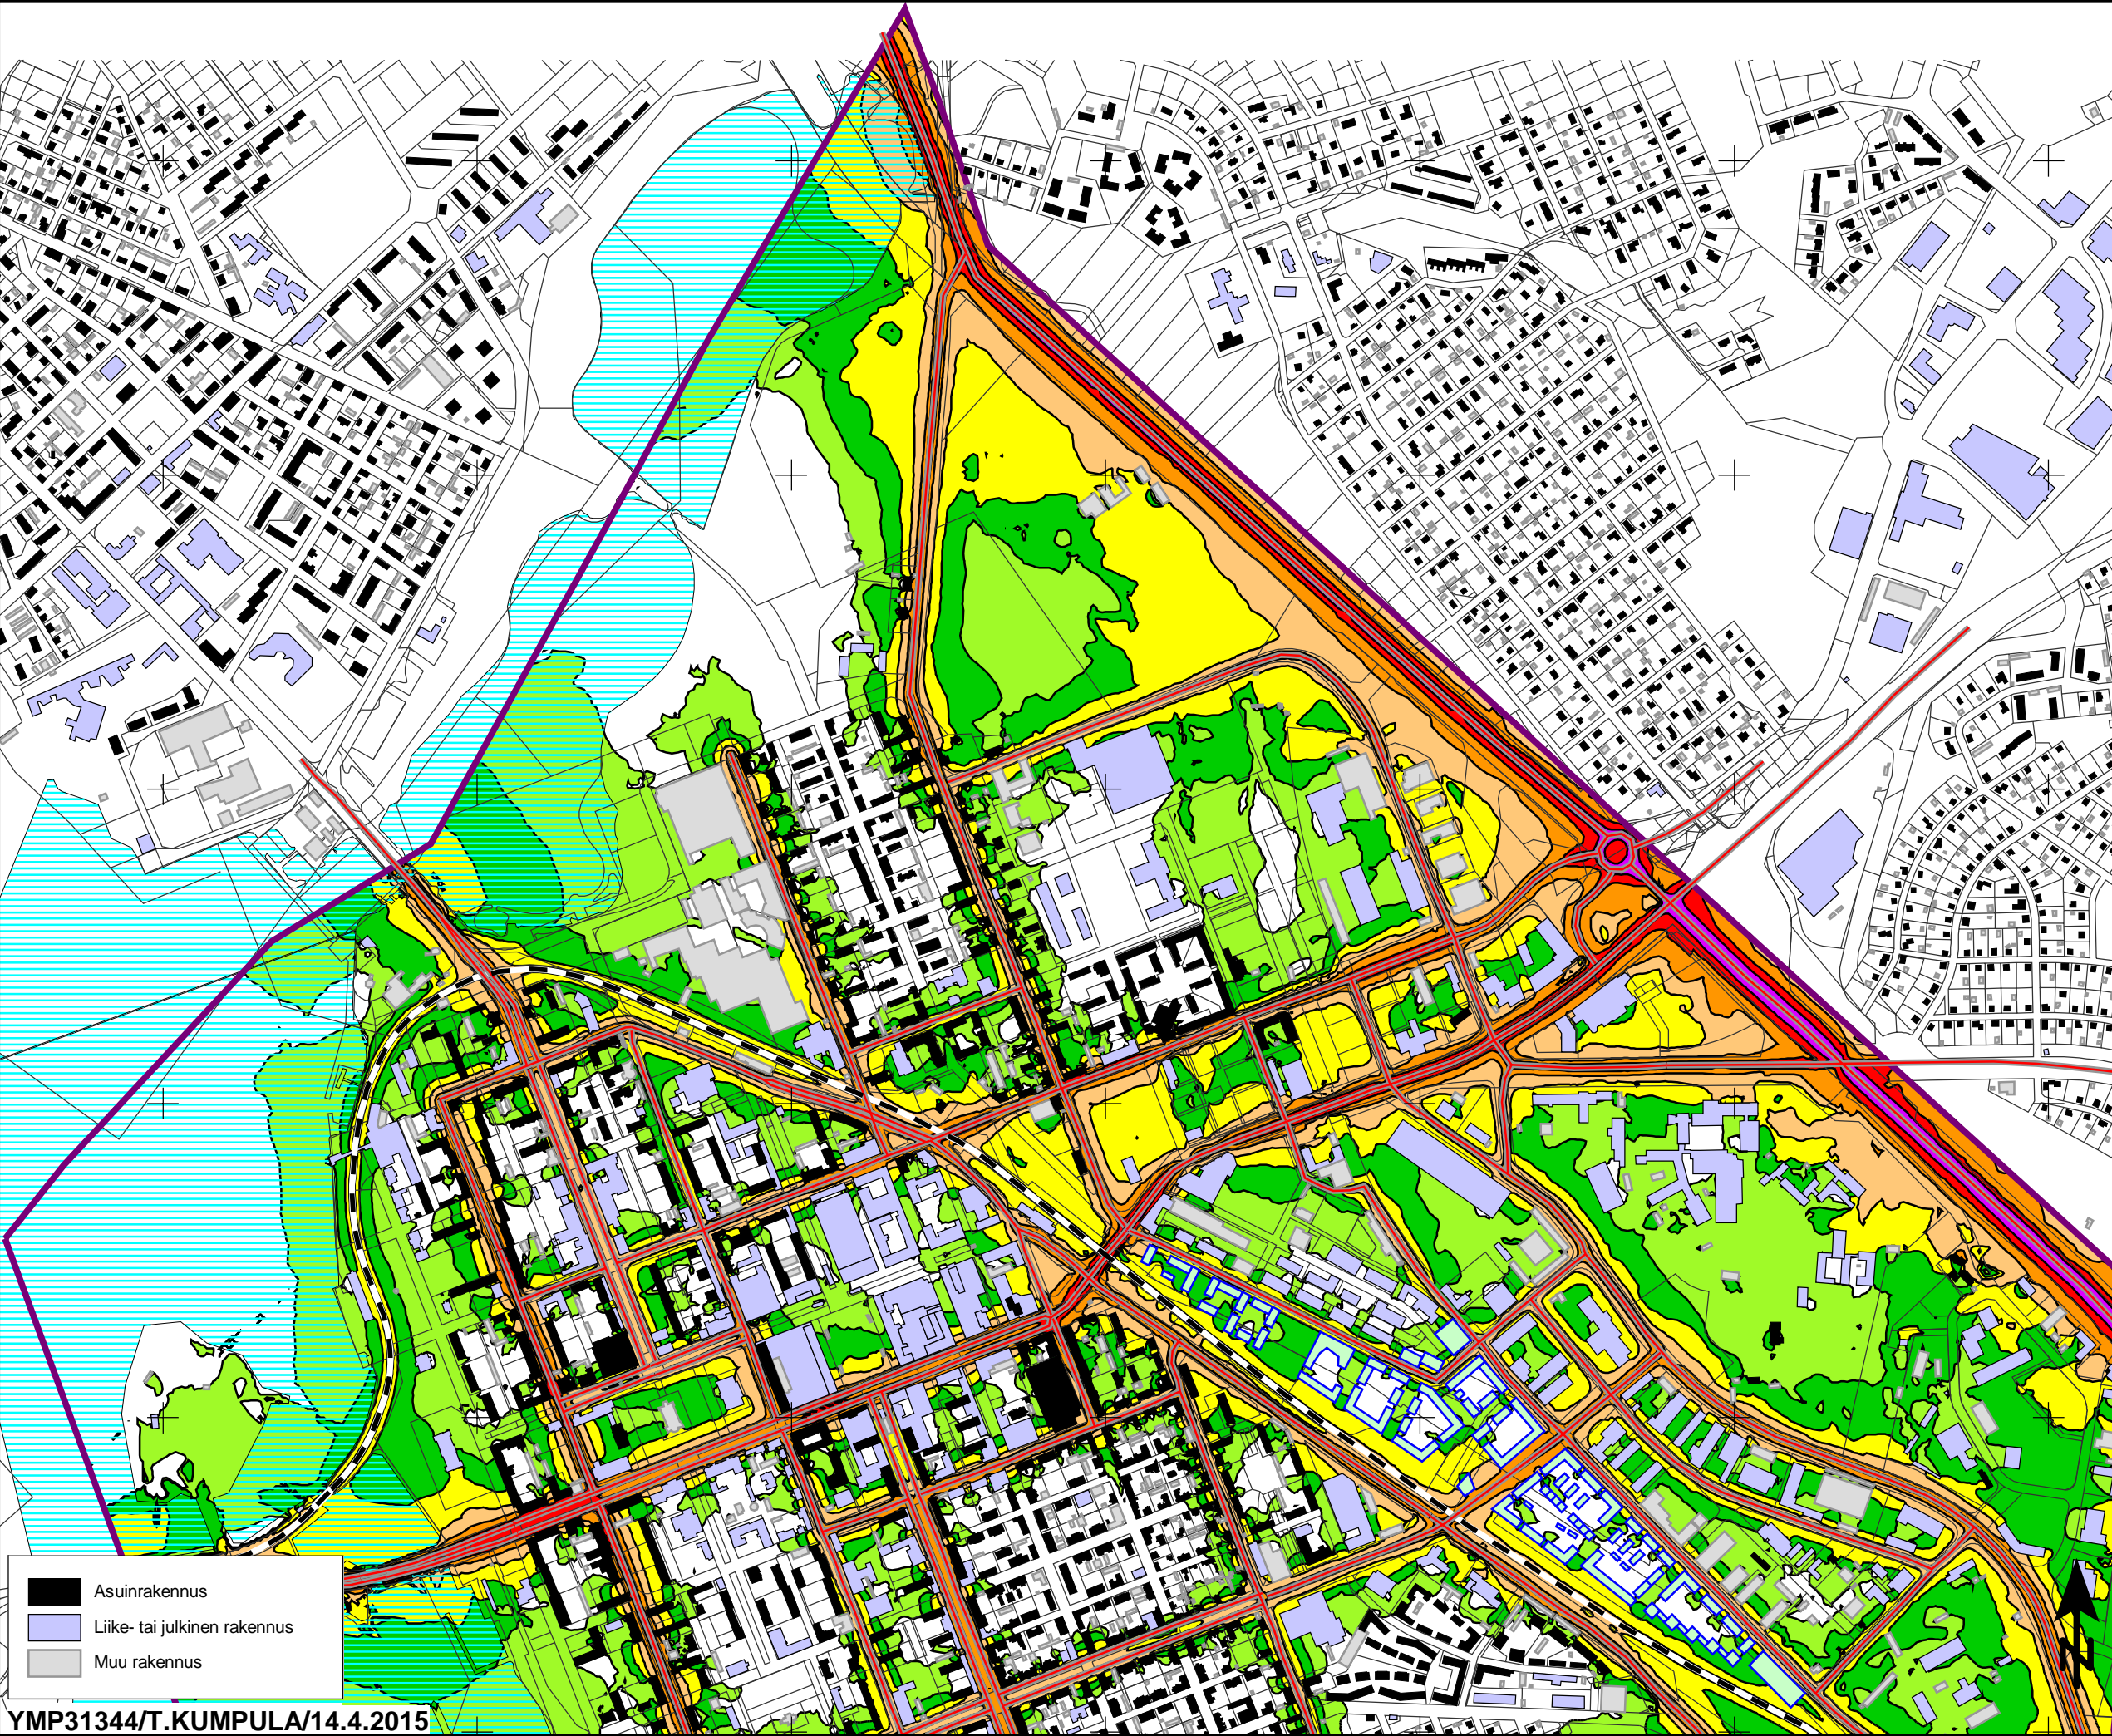 Asuinrakennus
Liike- tai julkinen rakennus
Muu rakennus
N
YMP31344/T.KUMPULA/14.4.2015